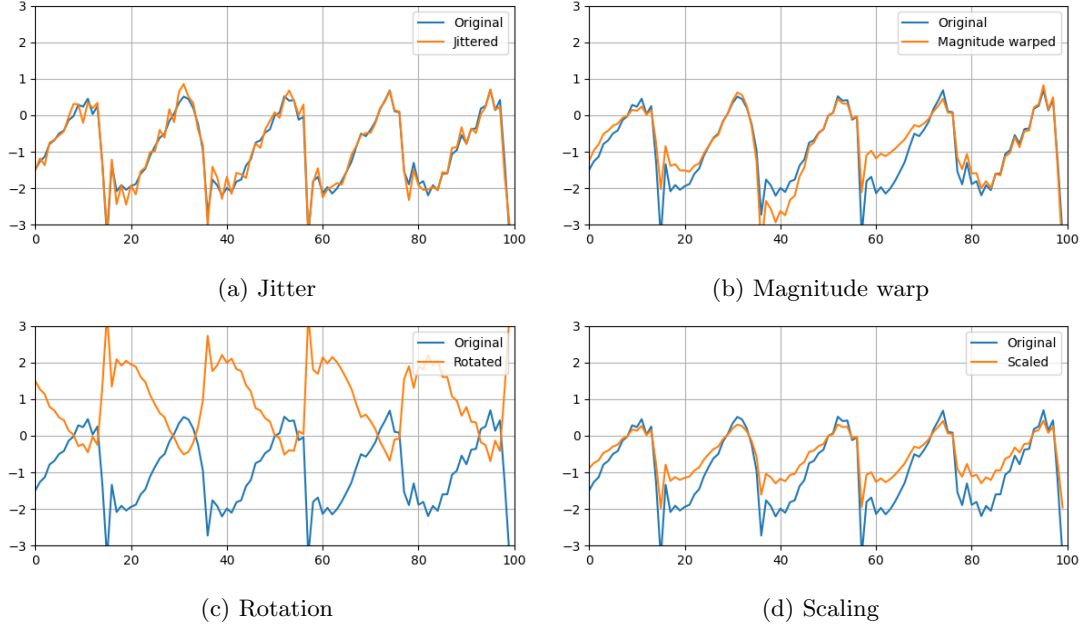 3
2
1
0
−1
−2
−3
0 20 40 60 80 100
Original
Jittered
(a) Jitter
3
2
1
0
−1
−2
−3
0 20 40 60 80 100
Original
Magnitude warped
(b) Magnitude warp
3
2
1
0
−1
−2
−3
0 20 40 60 80 100
Original
Rotated
(c) Rotation
3
2
1
0
−1
−2
−3
0 20 40 60 80 100
Original
Scaled
(d) Scaling